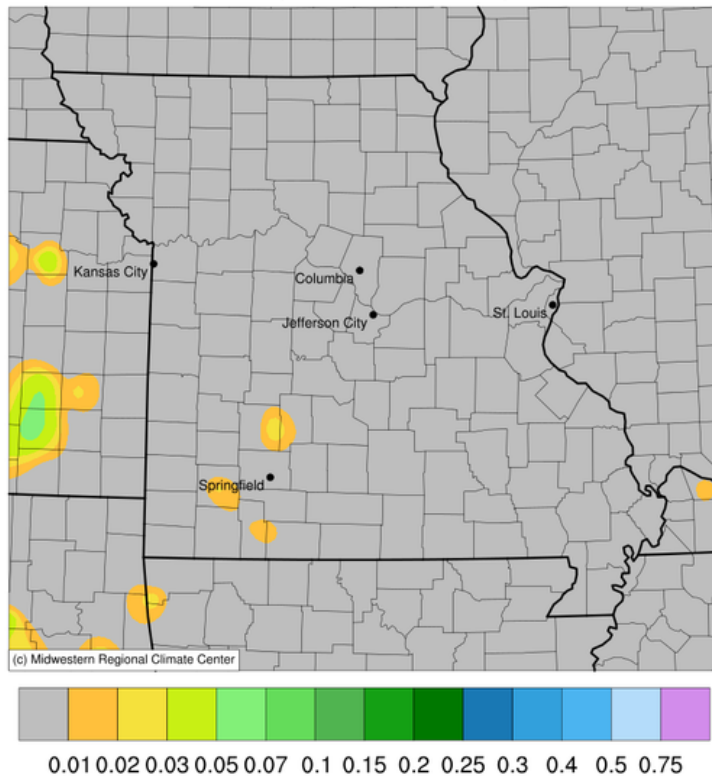 Kansas City
Columbia
Jefferson City
St. Louis
Springfield
(c) Midwestern Regional Climate Center
0.01 0.02 0.03 0.05 0.07 0.1 0.15 0.2 0.25 0.3 0.4 0.5 0.75